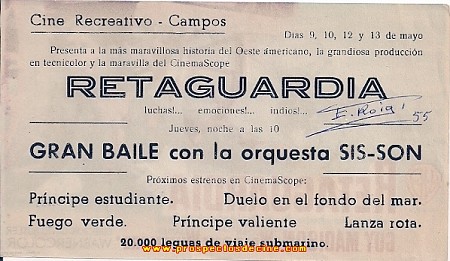 Cine Recreativo - Campos
Días 9, 10, 12 y 13 de mayo
Presenta a la más maravillosa historia del Oeste americano, la grandiosa producción
en tecnicolor y la maravilla del CinemaScope
RETAGUARDIA
luchas!... emociones!... indios!...
E. Roig
55
Jueves, noche a las 10
GRAN BAILE con la orquesta SIS-SON
Próximos estrenos en CinemaScope:
Príncipe estudiante. Duelo en el fondo del mar.
Fuego verde. Príncipe valiente Lanza rota.
20.000 leguas de viaje submarino.
www.prospectosdecine.com